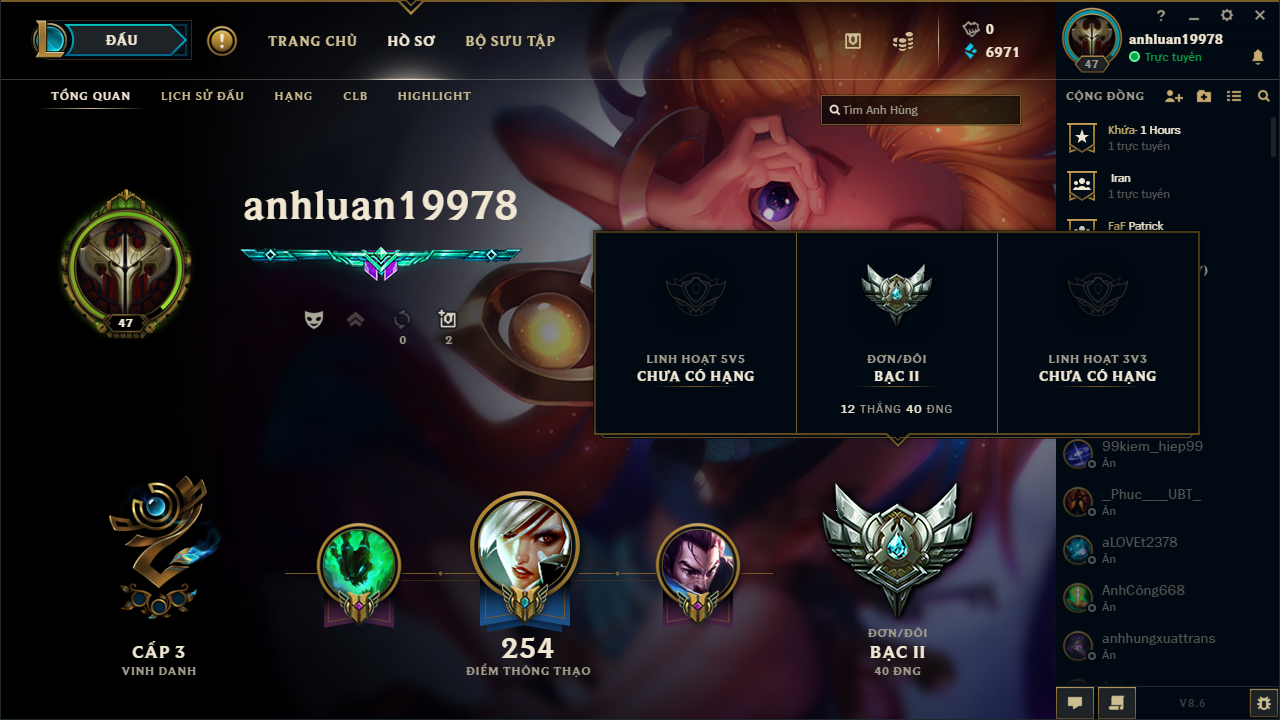 ĐẤU
TRANG CHỦ
HỒ SƠ
BỘ SƯU TẬP
0
6971
?
anhluan19978
Trực tuyến
47
TỔNG QUAN
LỊCH SỬ ĐẤU
HẠNG
CLB
HIGHLIGHT
Tìm Anh Hùng
CỘNG ĐỒNG
Khứa- 1 Hours
1 trực tuyến
Iran
1 trực tuyến
FaF Patrick
anhluan19978
47
0
2
LINH HOẠT 5V5
CHƯA CÓ HẠNG
ĐƠN/ĐÔI
BẠC II
12 THẮNG 40 ĐNG
LINH HOẠT 3V3
CHƯA CÓ HẠNG
99kiem_hiep99
Ẩn
_Phuc___UBT_
Ẩn
aLOVEt2378
Ẩn
AnhCông668
Ẩn
anhhungxuattrans
Ẩn
CẤP 3
VINH DANH
254
ĐIỂM THÔNG THẠO
ĐƠN/ĐÔI
BẠC II
40 ĐNG
V8.6